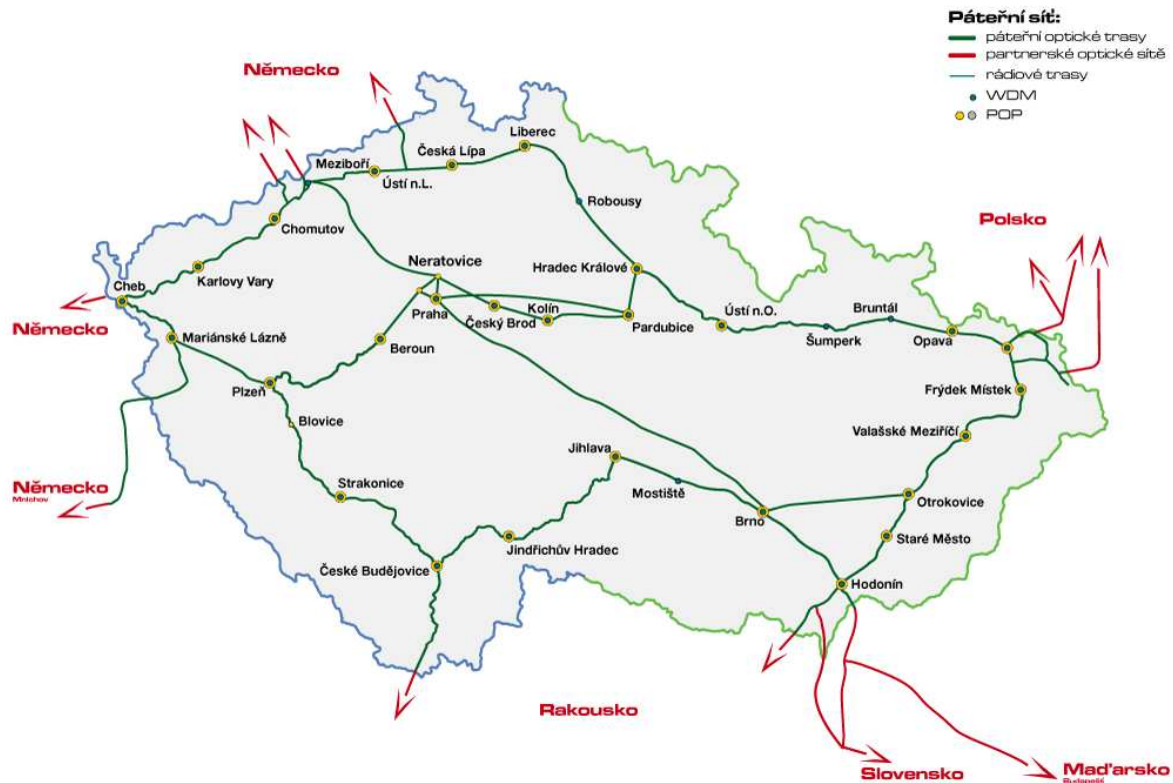 Páteřní síť:
páteřní optické trasy
partnerské optické sítě
rádiové trasy
WDM
POP
Německo
Liberec
Česká Lípa
Meziboří
Ústí n.L.
Robousy
Chomutov
Polsko
Karlovy Vary
Neratovice
Hradec Králové
Cheb
Praha
Kolín
Český Brod
Pardubice
Ústí n.O.
Bruntál
Šumperk
Opava
Německo
Mariánské Lázně
Beroun
Plzeň
Frýdek Místek
Blovice
Valašské Meziříčí
Jihlava
Strakonice
Mostiště
Německo
Mnichov
Brno
Otrokovice
Staré Město
Jindřichův Hradec
České Budějovice
Hodonín
Rakousko
Slovensko
Maďarsko
Budapešť